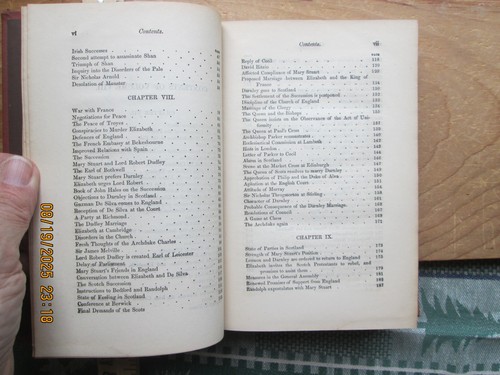 vi Contents.
PAGE
Irish Successes
Second attempt to assassinate Shan
Triumph of Shan
Inquiry into the Disorders of the Pale
Sir Nicholas Arnold
Desolation of Munster
CHAPTER VIII.
War with France
Negotiations for Peace
The Peace of Troyes
Conspiracies to Murder Elizabeth
Defences of England
The French Embassy at
Improved Relations with Spain
The Succession
Mary Stuart and Lord Robert Dudley
The Earl of Bothwell
Mary Stuart prefers Darnley
Elizabeth urges Lord Robert
Book of John Hales on the Succession
Objections to Darnley in Scotland
Guzman De Silva comes to England
Reception of De Silva at the Court
A Party at Richmond
The Dudley Marriage
Elizabeth at Cambridge
Disorders in the Church
Fresh Thoughts of the Archduke Charles
Sir James Melville
Lord Robert Dudley is created Earl of Leicester
Delay of Parliament
Mary Stuart's Friends in England
Conversation between Elizabeth and Da Silva
The Scotch Succession
Instructions to Bedford and Randolph
State of Feeling in Scotland
Conference at Berwick
Final Demands of the Scots
Contents. vii
PAGE
Reply of Cecil
David Rizzio
Affected Compliance of Mary Stuart
Proposed Marriage between Elizabeth and the King of
France
Darnley goes to Scotland
The Settlement of the Succession is postponed
Discipline of the Church of England
Marriage of the Clergy
The Queen and the Bishops
The Queen insists on the Observance of the Act of Uni-
formity
The Queen at Paul's Cross
Archbishop Parker remonstrates
Ecclesiastical Commission at Lambeth
Riots in London
Letter of Parker to Cecil
Alarm in Scotland
Scene at the Market Cross at Edinburgh
The Queen of Scots resolves to marry Darnley
Approbation of Philip and the Duke of Alva
Agitation at the English Court
Attitude of Murray
Sir Nicholas Throgmorton at Stirling
Character of Darnley
Probable Consequence of the Darnley Marriage
Resolutions of Council
A Game at Chess
The Archduke again
CHAPTER IX.
State of Parties in Scotland 172
Strength of Mary Stuart's Position
Lennox and Darnley are ordered to return to England
Elizabeth invites the Scotch Protestants to rebel, and
promises to assist them
Measures in the General Assembly
Renewed Promises of Support from England
Randolph expostulates with Mary Stuart 187
08/19/2025 23:18